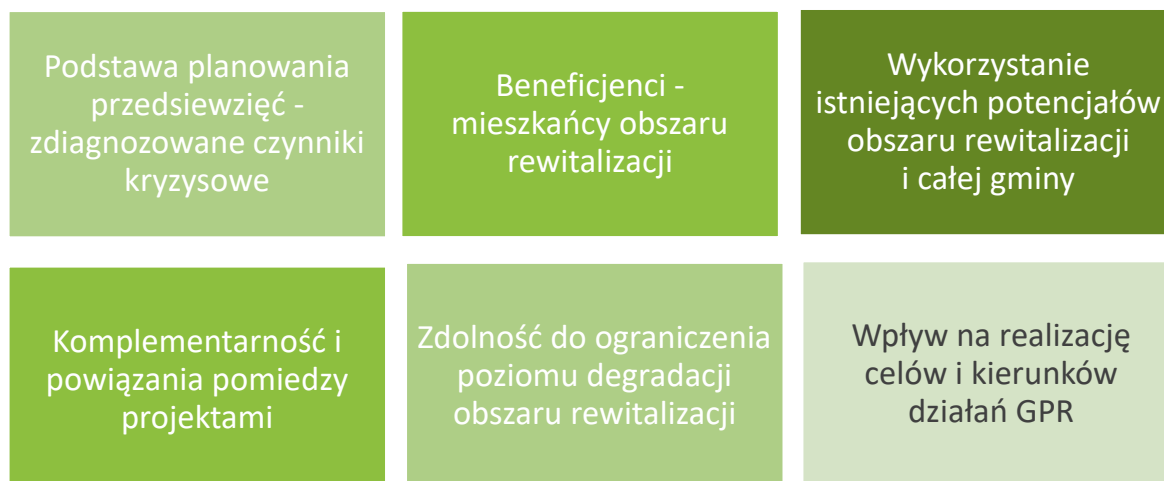 Podstawa planowania
przedsiewzięć -
zdiagnozowane czynniki
kryzysowe
Beneficjenci -
mieszkańcy obszaru
rewitalizacji
Wykorzystanie
istniejących potencjałów
obszaru rewitalizacji
i całej gminy
Komplementarność i
powiązania pomiedzy
projektami
Zdolność do ograniczenia
poziomu degradacji
obszaru rewitalizacji
Wpływ na realizację
celów i kierunków
działań GPR